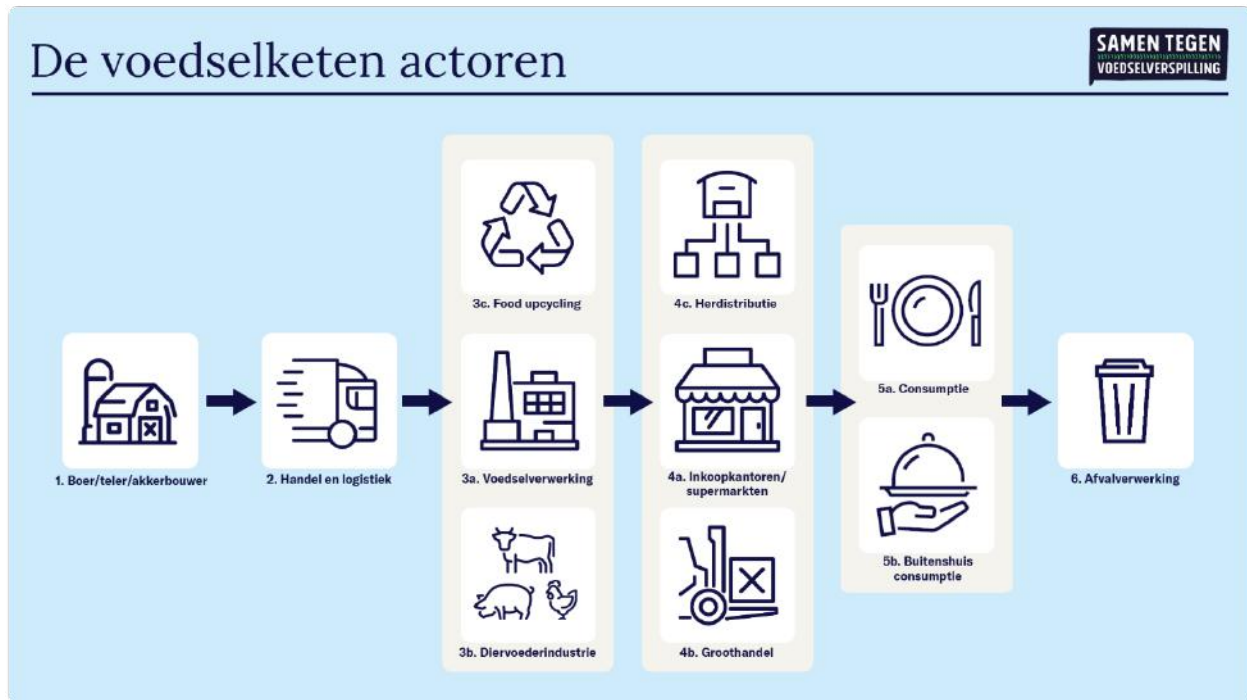 De voedselketen actoren
SAMEN TEGEN
VOEDSELVERSPILLING
1. Boer/teler/akkerbouwer
2. Handel en logistiek
3c. Food upcycling
3a. Voedselverwerking
3b. Diervoederindustrie
4c. Herdistributie
4a. Inkoopkantoren/
supermarkten
4b. Groothandel
5a. Consumptie
5b. Buitenshuis
consumptie
6. Afvalverwerking